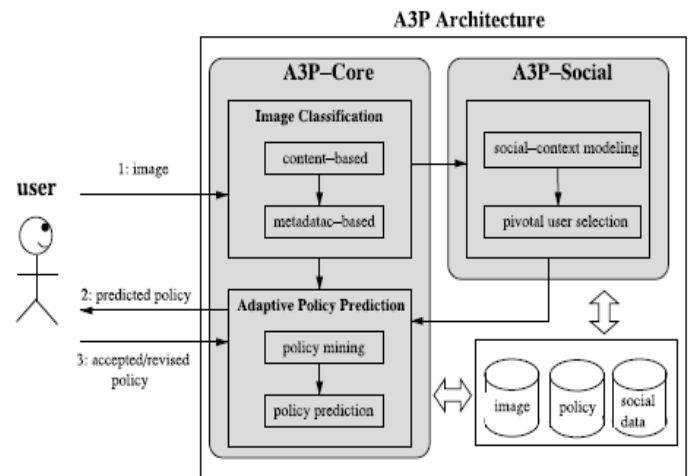 A3P Architecture
A3P–Core
Image Classification
content–based
metadatac–based
Adaptive Policy Prediction
policy mining
policy prediction
A3P–Social
social–context modeling
pivotal user selection
user
1: image
2: predicted policy
3: accepted/revised
policy
image
policy
social
data